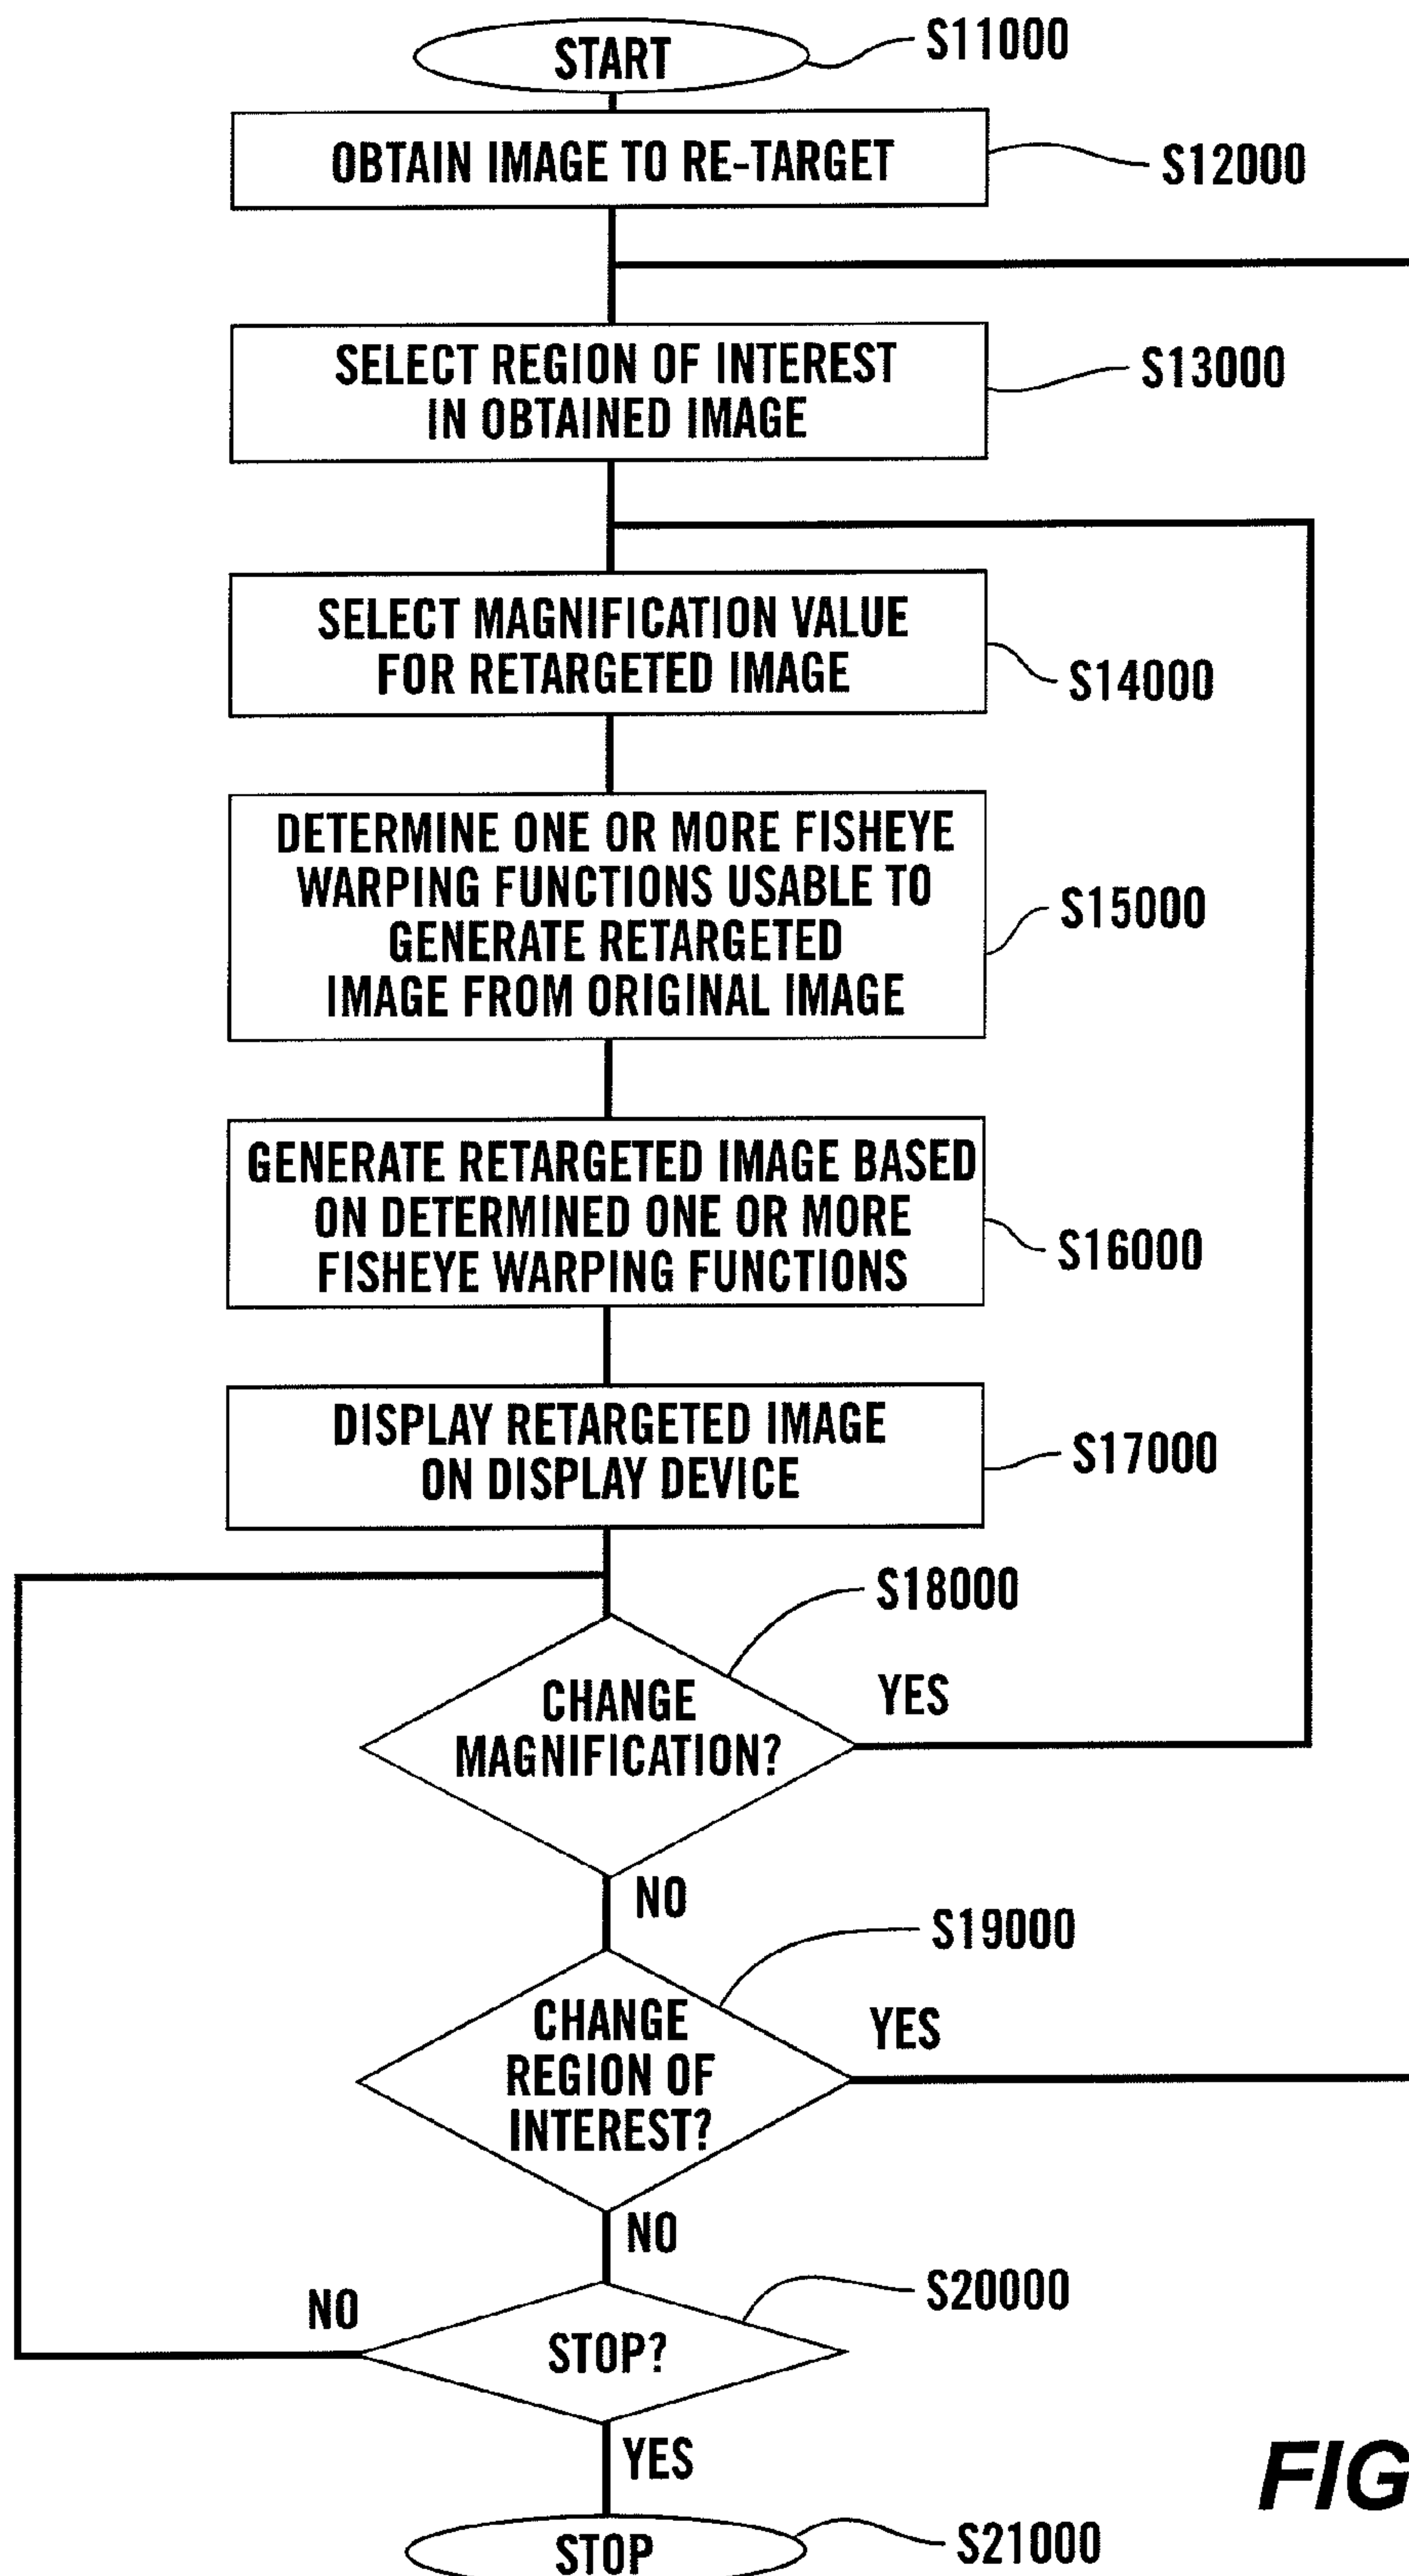 START
S11000
OBTAIN IMAGE TO RE-TARGET
S12000
SELECT REGION OF INTEREST
IN OBTAINED IMAGE
S13000
SELECT MAGNIFICATION VALUE
FOR RETARGETED IMAGE
S14000
DETERMINE ONE OR MORE FISHEYE
WARPING FUNCTIONS USABLE TO
GENERATE RETARGETED
IMAGE FROM ORIGINAL IMAGE
S15000
GENERATE RETARGETED IMAGE BASED
ON DETERMINED ONE OR MORE
FISHEYE WARPING FUNCTIONS
S16000
DISPLAY RETARGETED IMAGE
ON DISPLAY DEVICE
S17000
S18000
CHANGE
MAGNIFICATION?
YES
NO
S19000
CHANGE
REGION OF
INTEREST?
YES
NO
S20000
NO
STOP?
YES
FIG
STOP
S21000